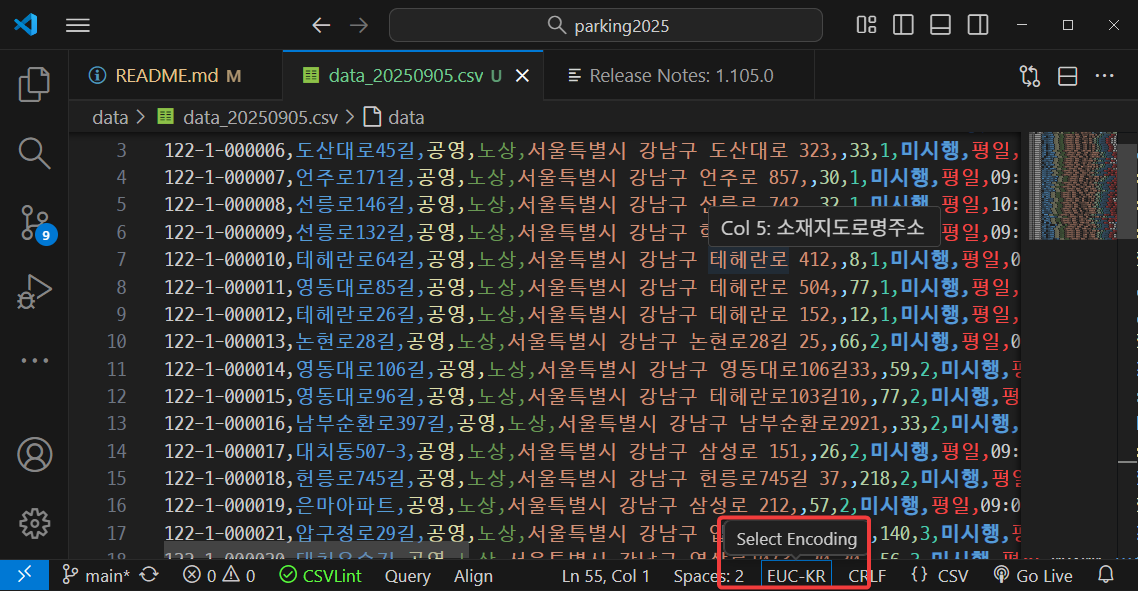 parking2025
README.md M
data_20250905.csv U
Release Notes: 1.105.0
data > data_20250905.csv > data
3 122-1-000006,도산대로45길,공영,노상,서울특별시 강남구 도산대로 323,,33,1,미시행,평일,
4 122-1-000007,언주로171길,공영,노상,서울특별시 강남구 언주로 857,,30,1,미시행,평일,09:
5 122-1-000008,선릉로146길,공영,노상,서울특별시 강남구 선릉로 742,,32,1,미시행,평일,10:
6 122-1-000009,선릉로132길,공영,노상,서울특별시 강남구 평일,09:
Col 5: 소재지도로명주소
7 122-1-000010,테헤란로64길,공영,노상,서울특별시 강남구 테헤란로 412,,8,1,미시행,평일,0
8 122-1-000011,영동대로85길,공영,노상,서울특별시 강남구 테헤란로 504,,77,1,미시행,평일,
9 122-1-000012,테헤란로26길,공영,노상,서울특별시 강남구 테헤란로 152,,12,1,미시행,평일,
10 122-1-000013,논현로28길,공영,노상,서울특별시 강남구 논현로28길 25,,66,2,미시행,평일,0
11 122-1-000014,영동대로106길,공영,노상,서울특별시 강남구 영동대로106길33,,59,2,미시행,
12 122-1-000015,영동대로96길,공영,노상,서울특별시 강남구 테헤란로103길10,,77,2,미시행,평
13 122-1-000016,남부순환로397길,공영,노상,서울특별시 강남구 남부순환로2921,,33,2,미시행,
14 122-1-000017,대치동507-3,공영,노상,서울특별시 강남구 삼성로 151,,26,2,미시행,평일,09:
15 122-1-000018,헌릉로745길,공영,노상,서울특별시 강남구 헌릉로745길 37,,218,2,미시행,평일
16 122-1-000019,은마아파트,공영,노상,서울특별시 강남구 삼성로 212,,57,2,미시행,평일,09:0
17 122-1-000021,압구정로29길,공영,노상,서울특별시 강남구 압 ,140,3,미시행,평
Select Encoding
main*
0
0
CSVLint
Query
Align
Ln 55, Col 1
Spaces: 2
EUC-KR
CRLF
{} CSV
Go Live
9